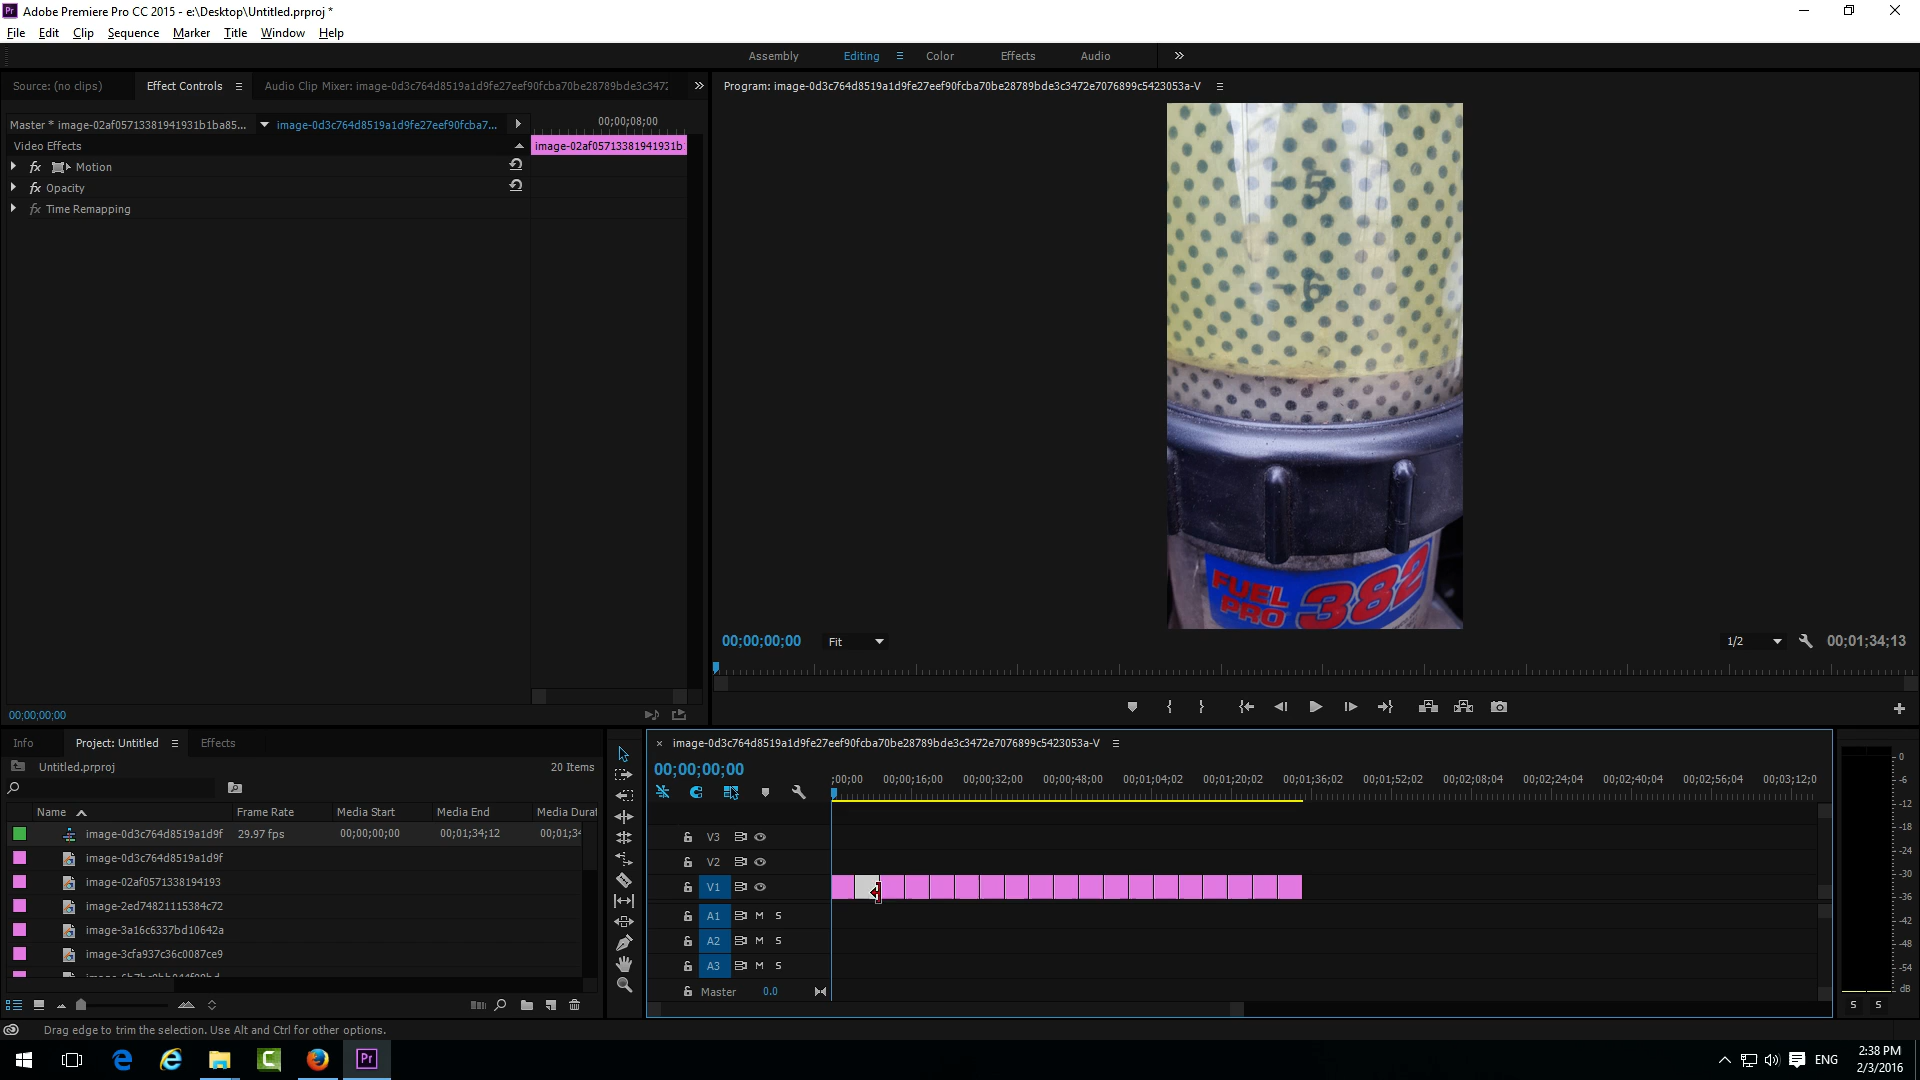 Adobe Premiere Pro CC 2015 - e:\Desktop\Untitled.prproj *
File Edit Clip Sequence Marker Title Window Help
Assembly Editing Color Effects Audio
Source: (no clips) Effect Controls Audio Clip Mixer: image-0d3c764d8519a1d9fe27eef90fcba70be28789bde3c3472
Program: image-0d3c764d8519a1d9fe27eef90fcba70be28789bde3c3472e7076899c5423053a-V
Master * image-02af05713381941931b1ba85... image-0d3c764d8519a1d9fe27eef90fcba7... 00;00;08;00
Video Effects image-02af05713381941931b
fx Motion
fx Opacity
fx Time Remapping
-5
-6
FUEL PRO 382
00;00;00;00 Fit 1/2 00;01;34;13
00;00;00;00
Info Project: Untitled Effects
Untitled.prproj 20 Items
Name Frame Rate Media Start Media End Media Durat
image-0d3c764d8519a1d9f 29.97 fps 00;00;00;00 00;01;34;12 00;01;34
image-0d3c764d8519a1d9f
image-02af0571338194193
image-2ed74821115384c72
image-3a16c6337bd10642a
image-3cfa937c36c0087ce9
image-0d3c764d8519a1d9fe27eef90fcba70be28789bde3c3472e7076899c5423053a-V
00;00;00;00
;00;00 00;00;16;00 00;00;32;00 00;00;48;00 00;01;04;02 00;01;20;02 00;01;36;02 00;01;52;02 00;02;08;04 00;02;24;04 00;02;40;04 00;02;56;04 00;03;12;0
V3
V2
V1
A1 M S
A2 M S
A3 M S
Master 0.0
0
-6
-12
-18
-24
-30
-36
-42
-48
-54
dB
S S
Drag edge to trim the selection. Use Alt and Ctrl for other options.
Pr
ENG
2:38 PM
2/3/2016